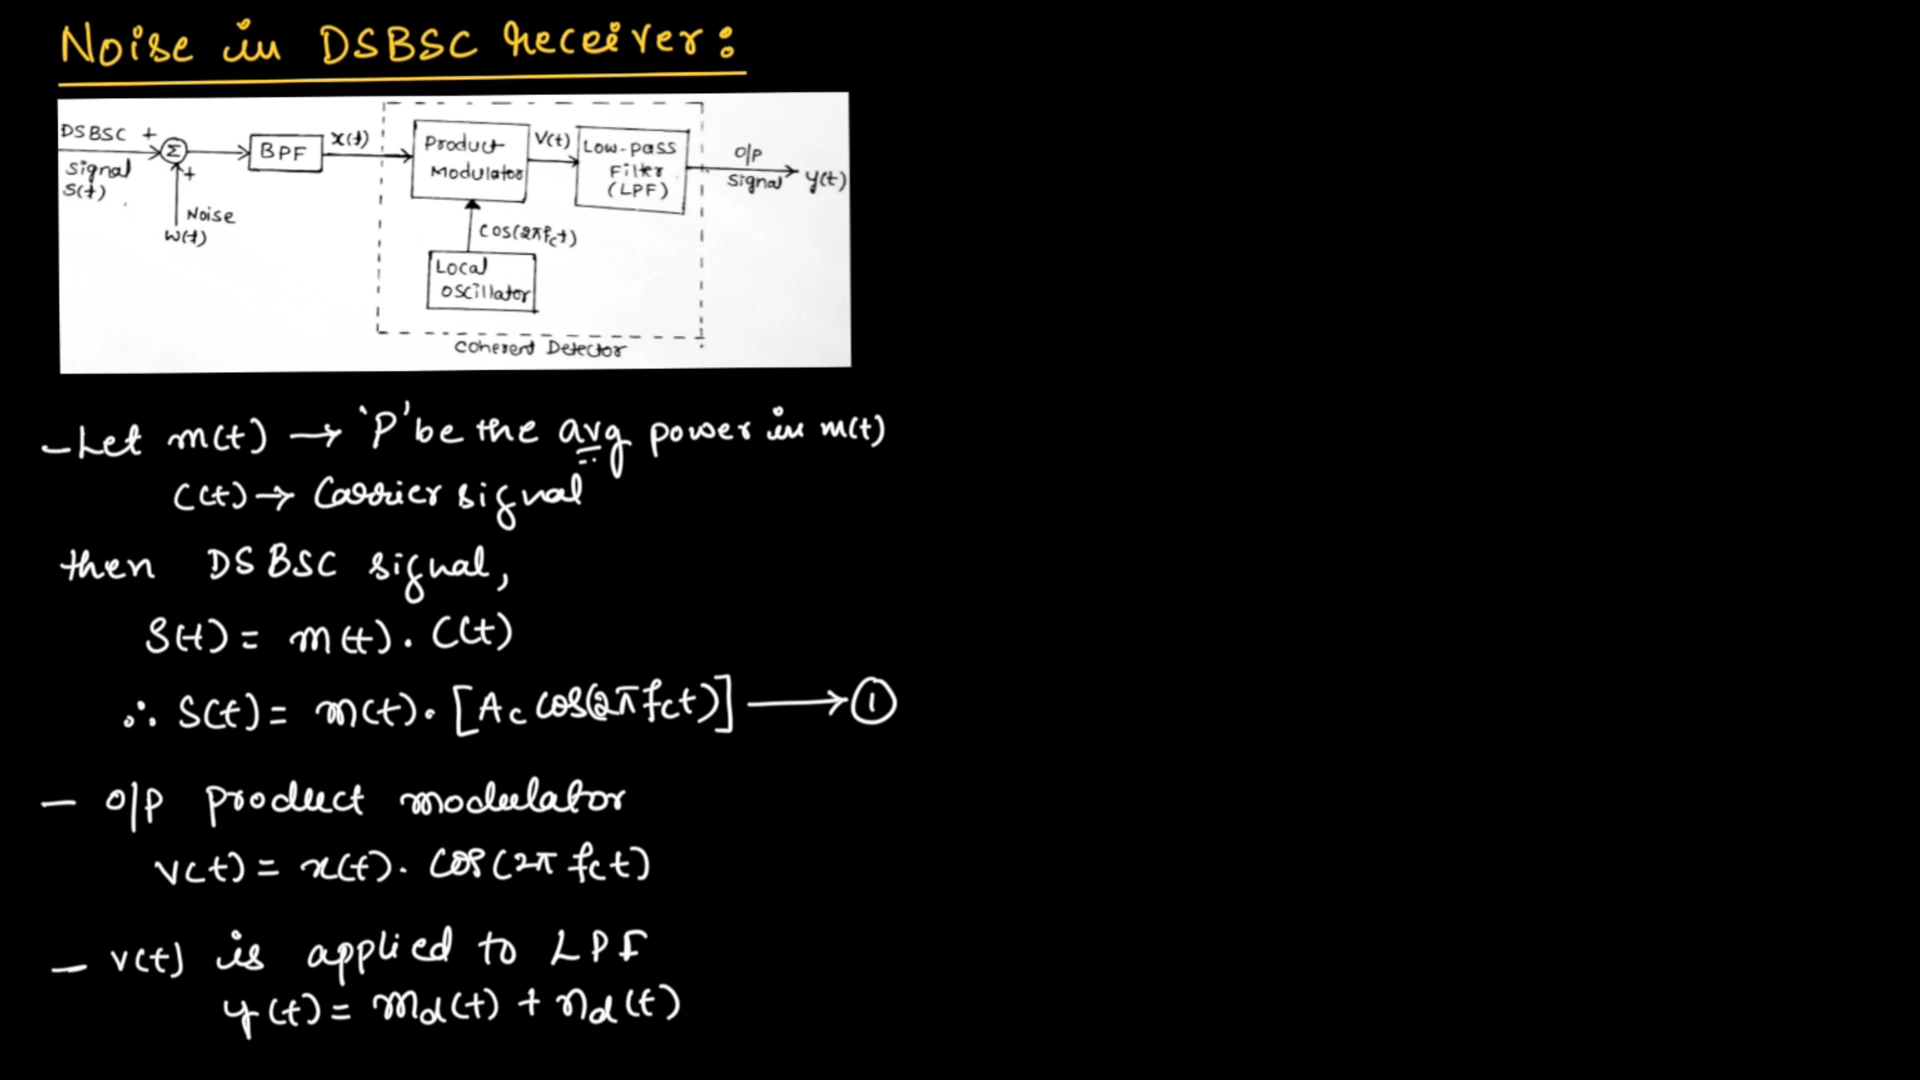 Noise in DSBSC Receiver:
DSBSC +
Signal
S(t)
Σ
+
Noise
W(t)
BPF
x(t)
Product
Modulator
V(t)
Low-pass
Filter
(LPF)
O/P
Signal
y(t)
cos(2πfct)
Local
oscillator
Coherent Detector
- Let m(t) → 'P' be the avg power in m(t)
C(t) → Carrier signal
then DSBSC signal,
S(t) = m(t). C(t)
∴ S(t) = m(t). [Ac cos(2πfct)] → ①
- O/P product modulator
v(t) = x(t). cos(2πfct)
- v(t) is applied to LPF
y(t) = md(t) + nd(t)